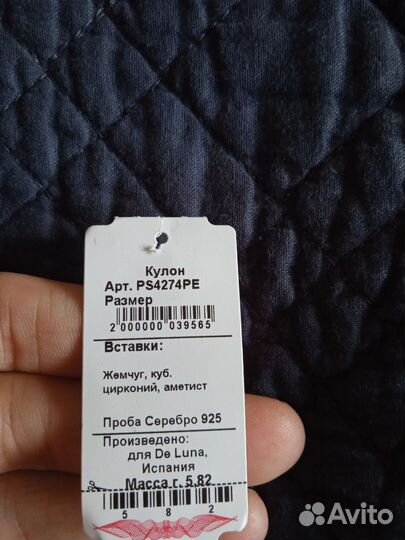 Кулон
Арт. PS4274PE
Размер
2 000000 039565
Вставки:
Жемчуг, куб.
цирконий, аметист
Проба Серебро 925
Произведено:
для De Luna,
Испания
Масса г. 5.82
5 8 2
Avito